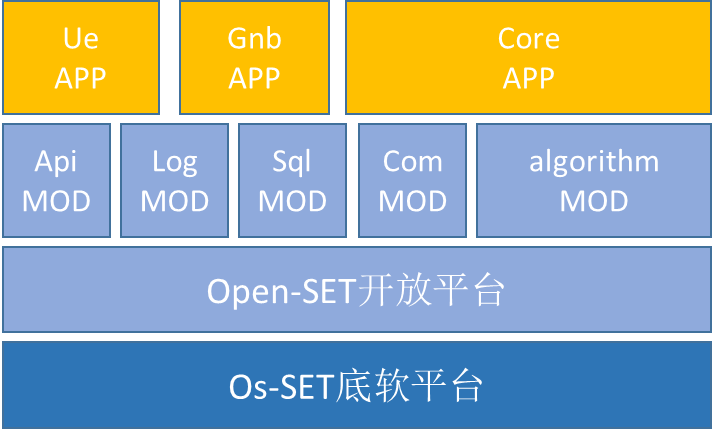 Ue
APP
Gnb
APP
Core
APP
Api
MOD
Log
MOD
Sql
MOD
Com
MOD
algorithm
MOD
Open-SET开放平台
Os-SET底软平台